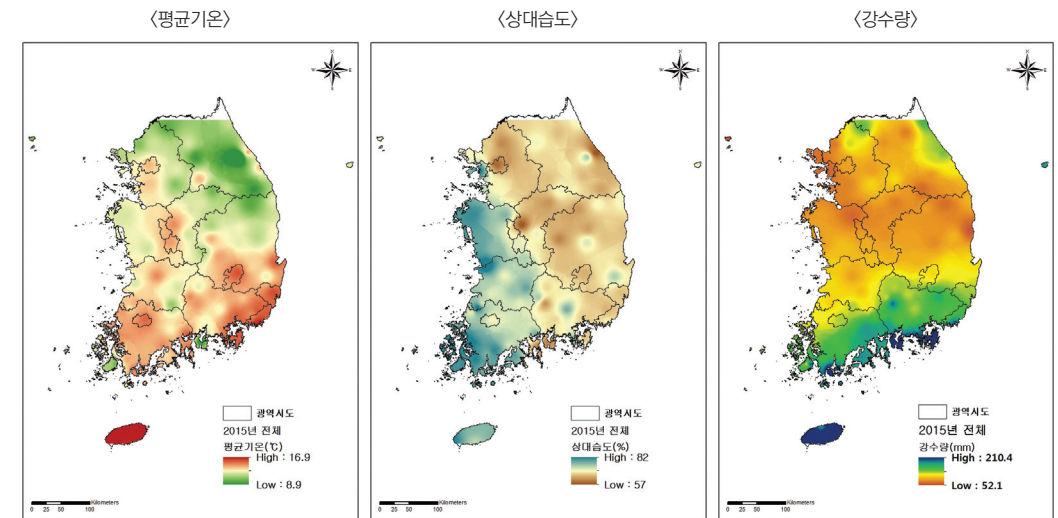 〈평균기온〉
〈상대습도〉
〈강수량〉
N
W E
S
광역시도
2015년 전체
평균기온(℃)
High : 16.9
Low : 8.9
Kilometers
0 25 50 100
N
W E
S
광역시도
2015년 전체
상대습도(%)
High : 82
Low : 57
Kilometers
0 25 50 100
N
W E
S
광역시도
2015년 전체
강수량(mm)
High : 210.4
Low : 52.1
Kilometers
0 25 50 100